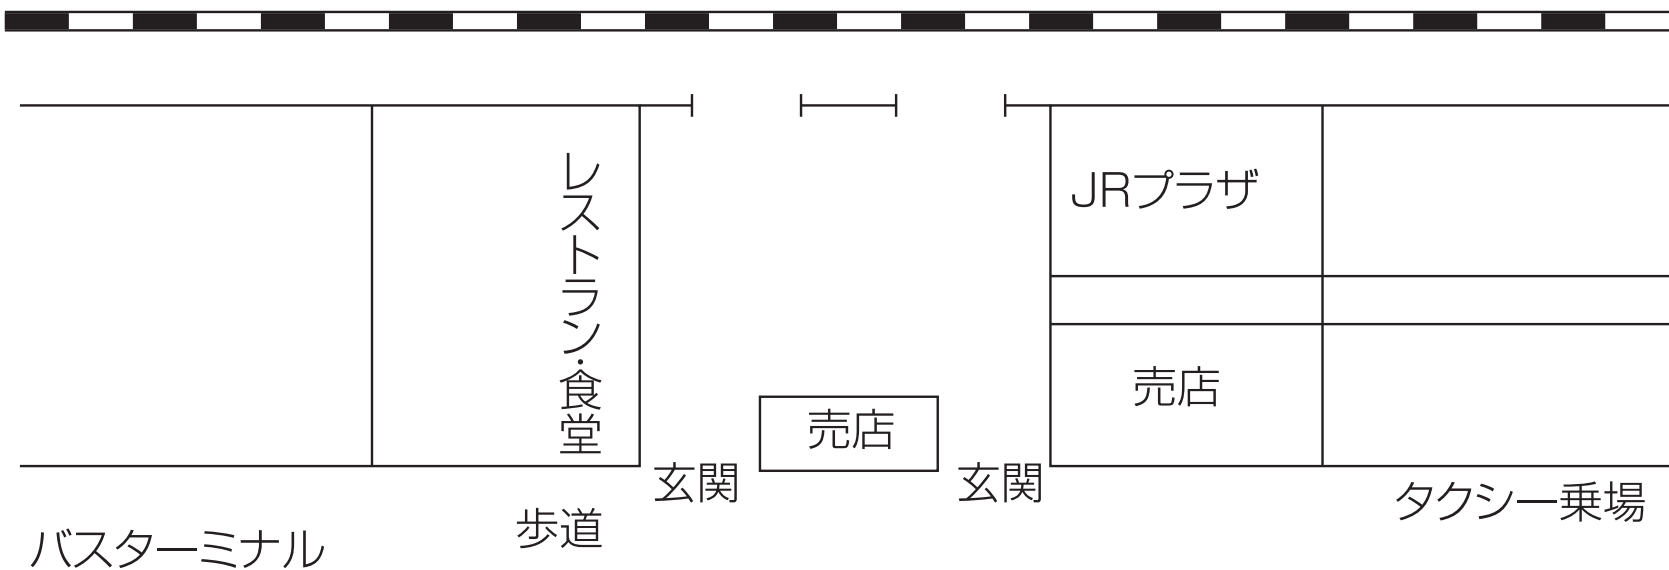 レストラン・食堂
JRプラザ
売店
売店
玄関
玄関
タクシー乗場
歩道
バスターミナル